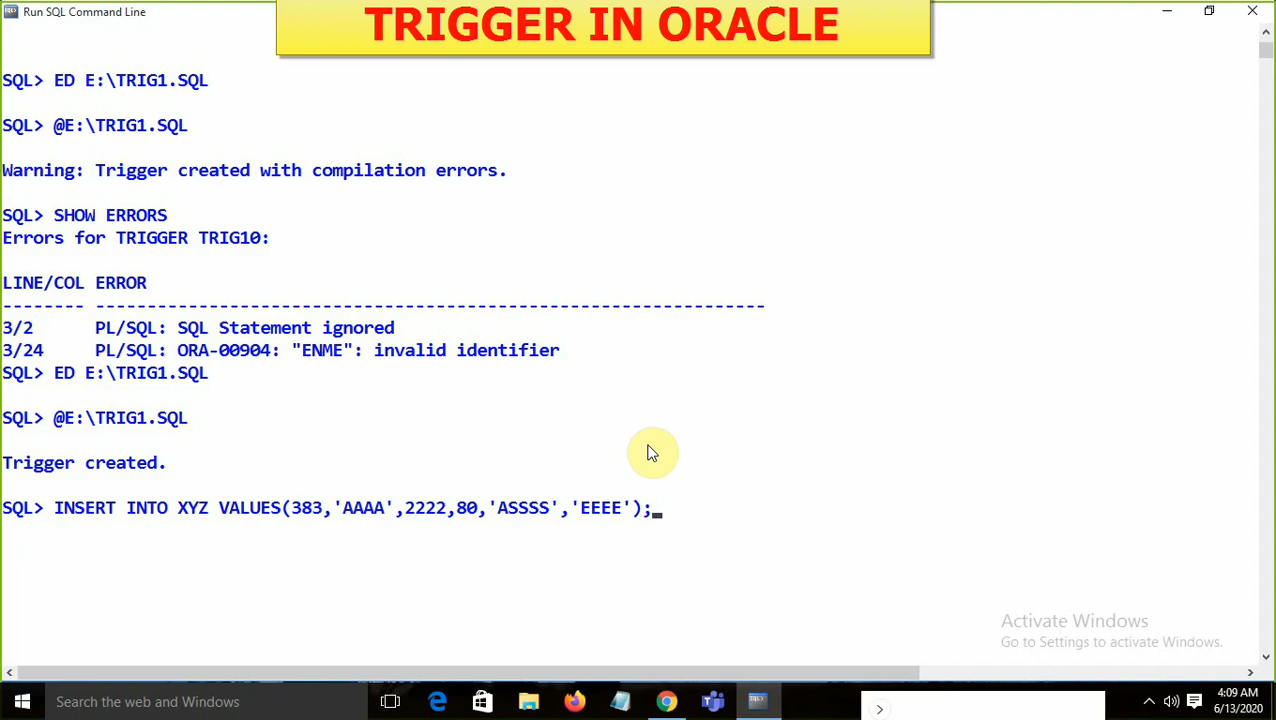 Run SQL Command Line
TRIGGER IN ORACLE
SQL> ED E:\TRIG1.SQL
SQL> @E:\TRIG1.SQL
Warning: Trigger created with compilation errors.
SQL> SHOW ERRORS
Errors for TRIGGER TRIG10:
LINE/COL ERROR
-------- -----------------------------------------------------------------
3/2      PL/SQL: SQL Statement ignored
3/24     PL/SQL: ORA-00904: "ENME": invalid identifier
SQL> ED E:\TRIG1.SQL
SQL> @E:\TRIG1.SQL
Trigger created.
SQL> INSERT INTO XYZ VALUES(383,'AAAA',2222,80,'ASSSS','EEEE');
Activate Windows
Go to Settings to activate Windows.
Search the web and Windows
4:09 AM
6/13/2020